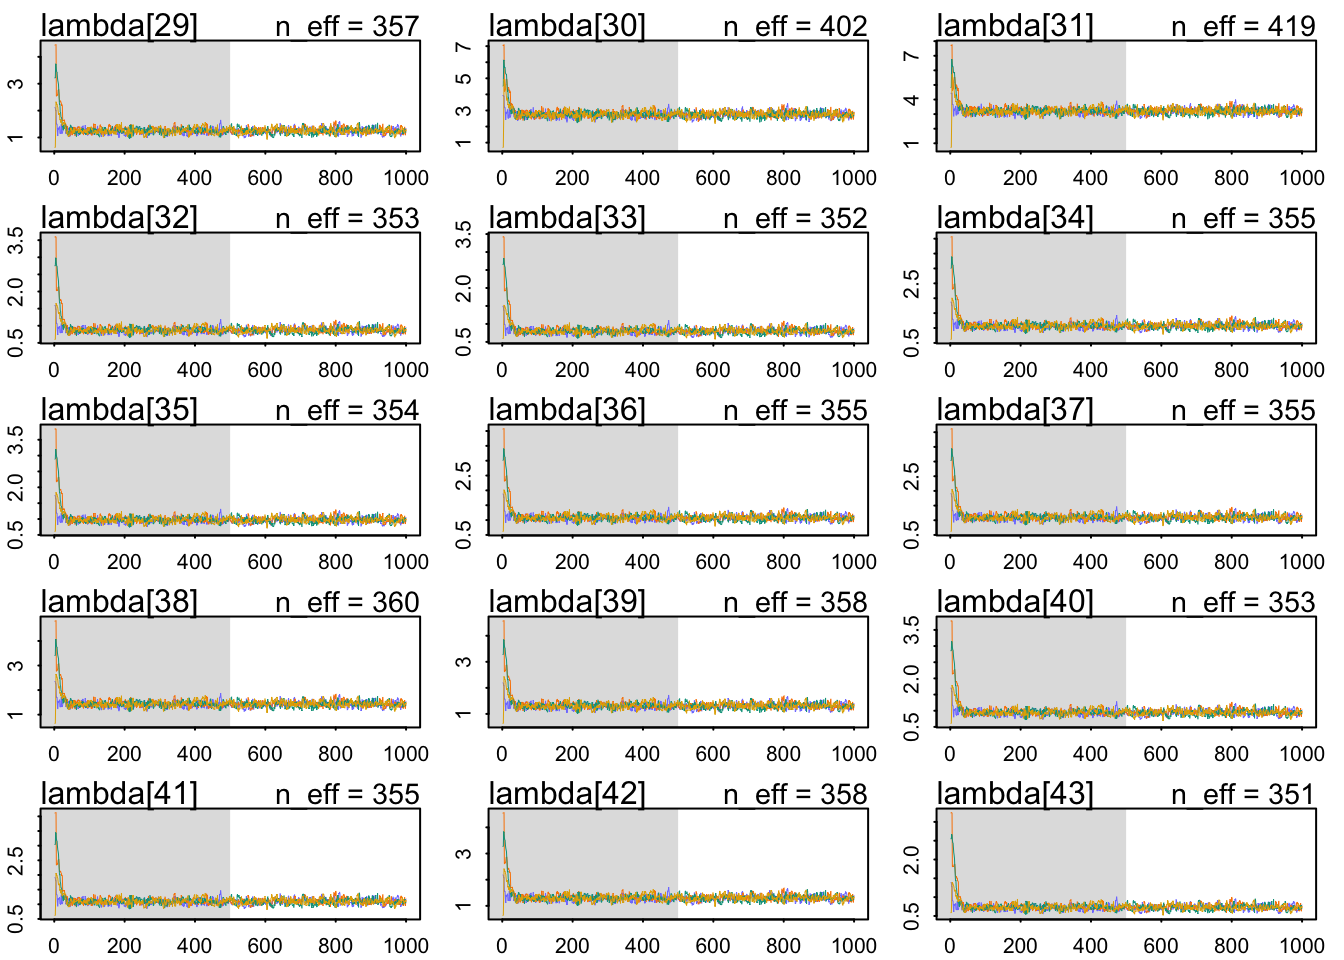 lambda[29] n_eff = 357 lambda[30] n_eff = 402 lambda[31] n_eff = 419
3 1 7 5 3 1 7 4 1
0 200 400 600 800 1000 0 200 400 600 800 1000 0 200 400 600 800 1000
lambda[32] n_eff = 353 lambda[33] n_eff = 352 lambda[34] n_eff = 355
3.5 2.0 0.5 3.5 2.0 0.5 2.5 0.5
0 200 400 600 800 1000 0 200 400 600 800 1000 0 200 400 600 800 1000
lambda[35] n_eff = 354 lambda[36] n_eff = 355 lambda[37] n_eff = 355
3.5 2.0 0.5 2.5 0.5 2.5 0.5
0 200 400 600 800 1000 0 200 400 600 800 1000 0 200 400 600 800 1000
lambda[38] n_eff = 360 lambda[39] n_eff = 358 lambda[40] n_eff = 353
3 1 3 1 3.5 2.0 0.5
0 200 400 600 800 1000 0 200 400 600 800 1000 0 200 400 600 800 1000
lambda[41] n_eff = 355 lambda[42] n_eff = 358 lambda[43] n_eff = 351
2.5 0.5 3 1 2.0 0.5
0 200 400 600 800 1000 0 200 400 600 800 1000 0 200 400 600 800 1000